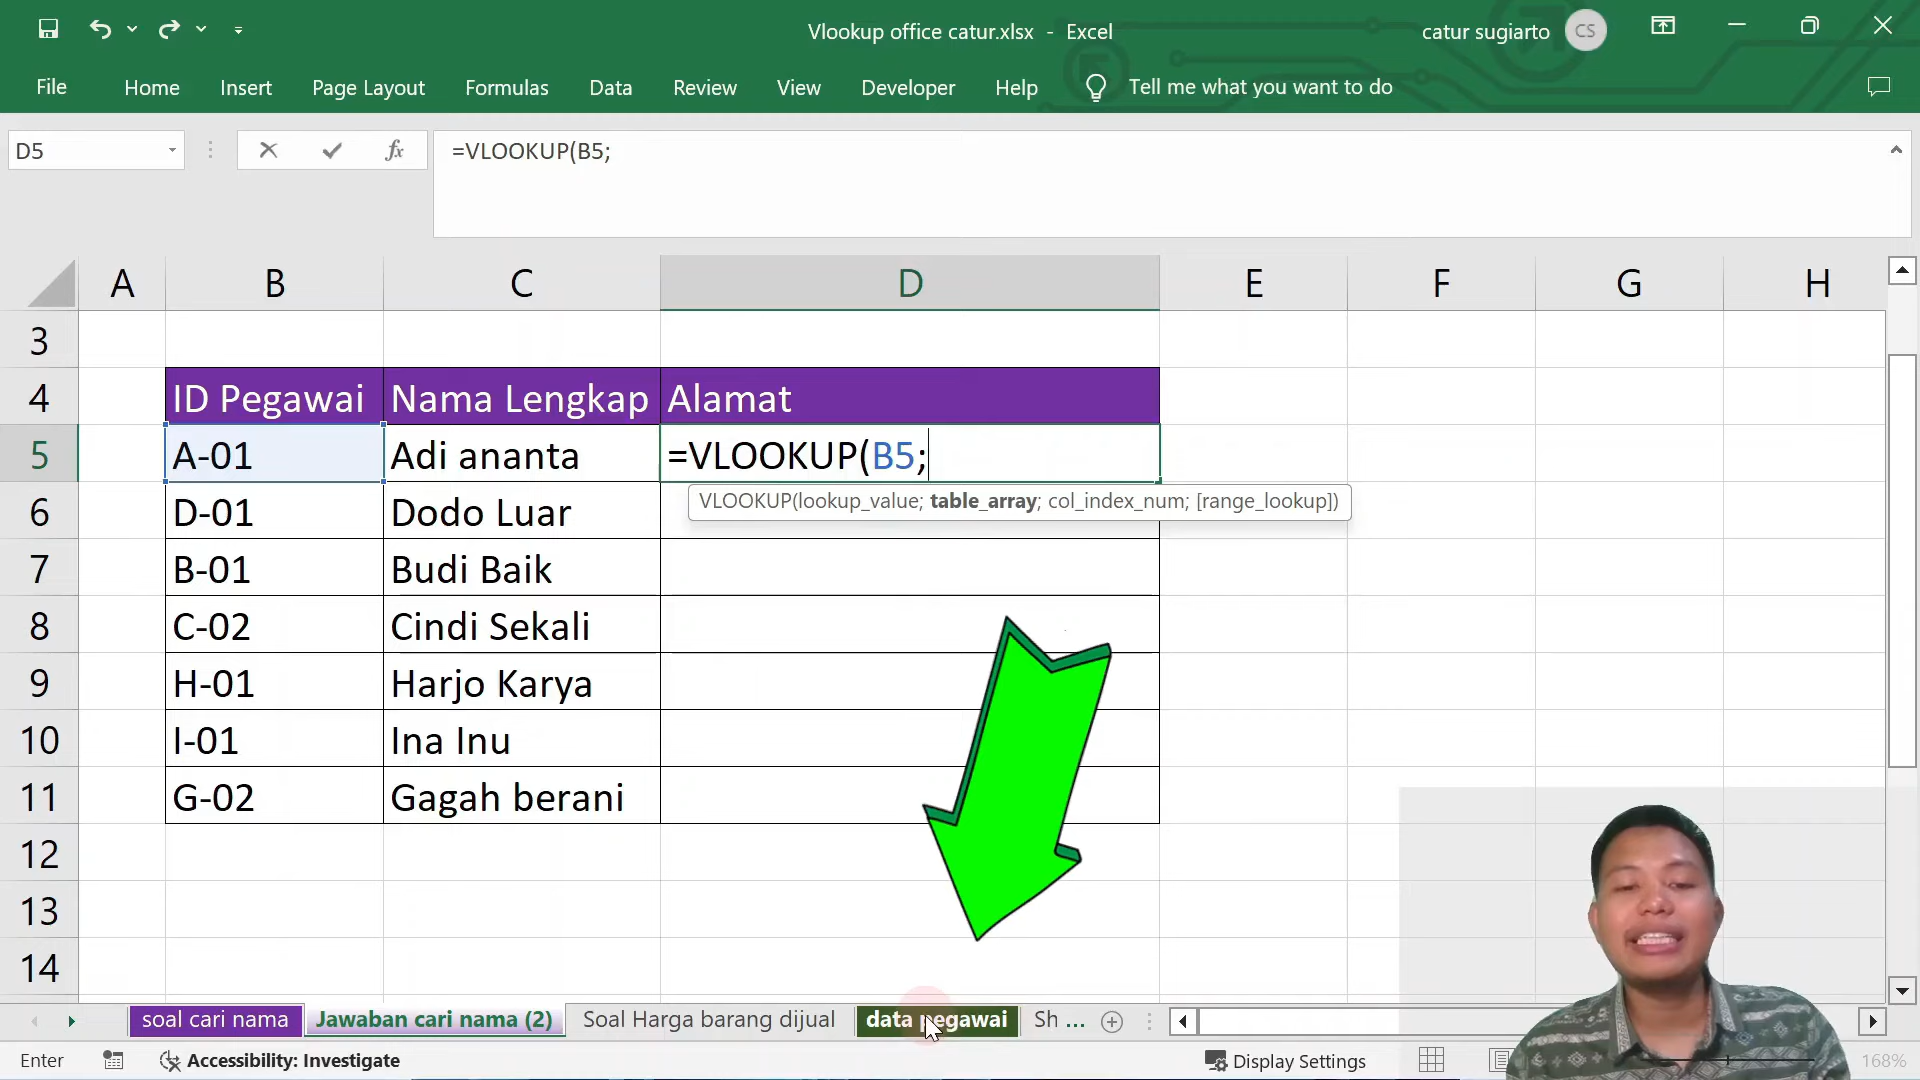 Vlookup office catur.xlsx - Excel
catur sugiarto CS
File Home Insert Page Layout Formulas Data Review View Developer Help Tell me what you want to do
D5 fx =VLOOKUP(B5;
A B C D E F G H
3
4 ID Pegawai Nama Lengkap Alamat
5 A-01 Adi ananta =VLOOKUP(B5;
VLOOKUP(lookup_value; table_array; col_index_num; [range_lookup])
6 D-01 Dodo Luar
7 B-01 Budi Baik
8 C-02 Cindi Sekali
9 H-01 Harjo Karya
10 I-01 Ina Inu
11 G-02 Gagah berani
12
13
14
soal cari nama Jawaban cari nama (2) Soal Harga barang dijual data pegawai Sh ...
Enter Accessibility: Investigate Display Settings 168%